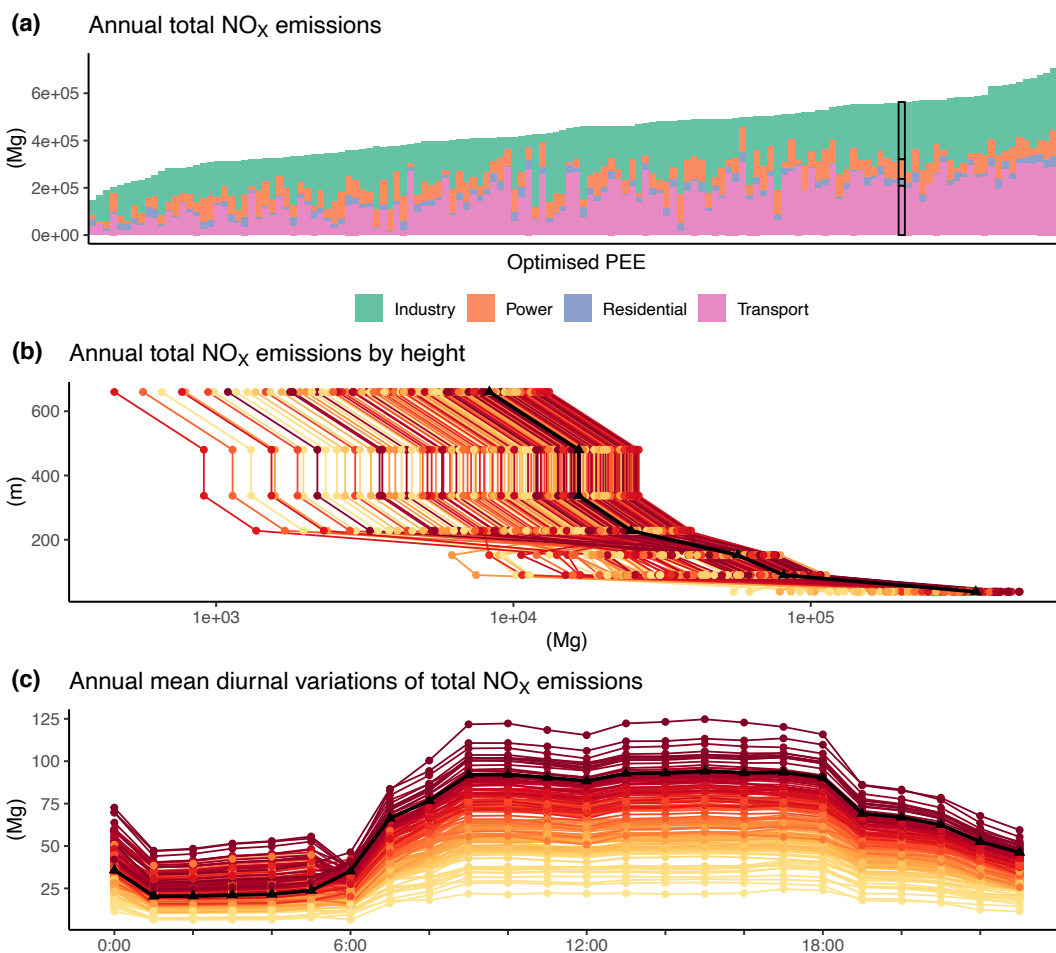 (a) Annual total NOX emissions
6e+05
4e+05
2e+05
0e+00
(Mg)
Optimised PEE
Industry Power Residential Transport
(b) Annual total NOX emissions by height
600
400
200
(m)
1e+03 1e+04 1e+05
(Mg)
(c) Annual mean diurnal variations of total NOX emissions
125
100
75
50
25
(Mg)
0:00 6:00 12:00 18:00